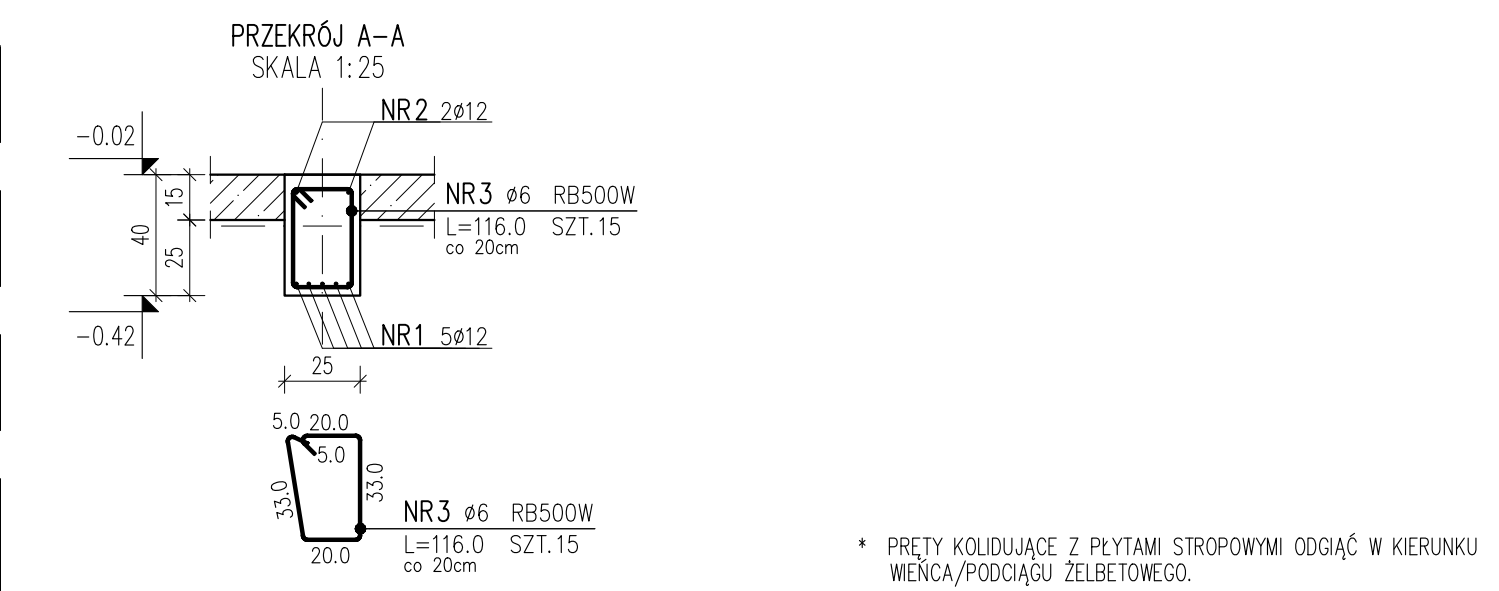 PRZEKRÓJ A-A
SKALA 1:25
NR2 2ø12
-0.02
NR3 ø6 RB500W
L=116.0 SZT.15
co 20cm
15
40
25
-0.42
NR1 5ø12
25
5.0 20.0
5.0
33.0
33.0
NR3 ø6 RB500W
L=116.0 SZT.15
co 20cm
20.0
* PRĘTY KOLIDUJĄCE Z PŁYTAMI STROPOWYMI ODGIĄĆ W KIERUNKU
WIEŃCA/PODCIĄGU ŻELBETOWEGO.